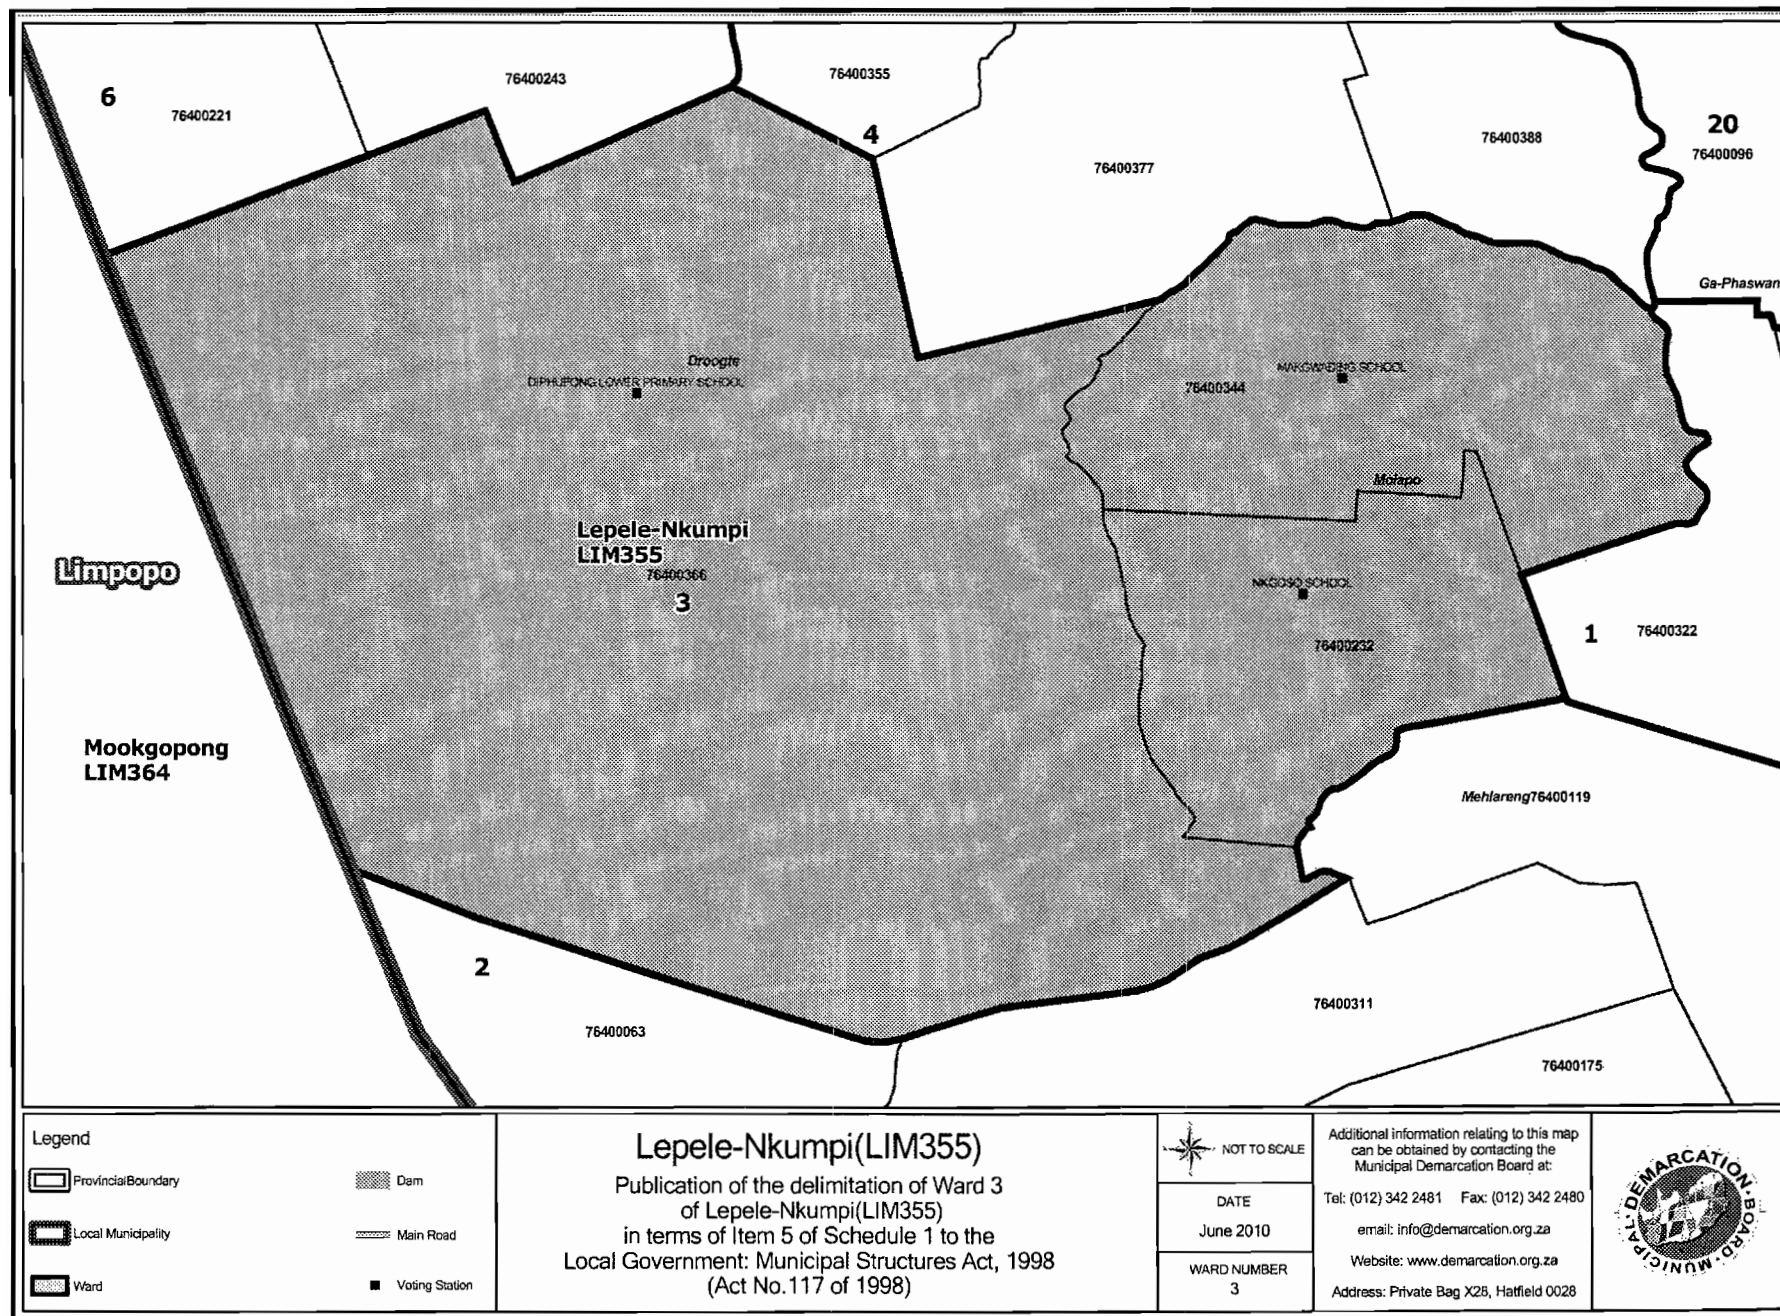 6
76400221
76400243
76400355
4
76400377
76400388
20
76400096
Ga-Phaswan
Droogte
DIPHUPONG LOWER PRIMARY SCHOOL
MAKGWADING SCHOOL
76400344
Molapo
Lepele-Nkumpi
LIM355
76400366
3
Limpopo
NKGOSO SCHOOL
76400232
1
76400322
Mookgopong
LIM364
Mehlareng76400119
2
76400063
76400311
76400175
Legend
ProvincialBoundary
Local Municipality
Ward
Dam
Main Road
Voting Station
Lepele-Nkumpi(LIM355)
Publication of the delimitation of Ward 3
of Lepele-Nkumpi(LIM355)
in terms of Item 5 of Schedule 1 to the
Local Government: Municipal Structures Act, 1998
(Act No.117 of 1998)
NOT TO SCALE
DATE
June 2010
WARD NUMBER
3
Additional information relating to this map
can be obtained by contacting the
Municipal Demarcation Board at:
Tel: (012) 342 2481 Fax: (012) 342 2480
email: info@demarcation.org.za
Website: www.demarcation.org.za
Address: Private Bag X28, Hatfield 0028
MUNICIPAL DEMARCATION BOARD